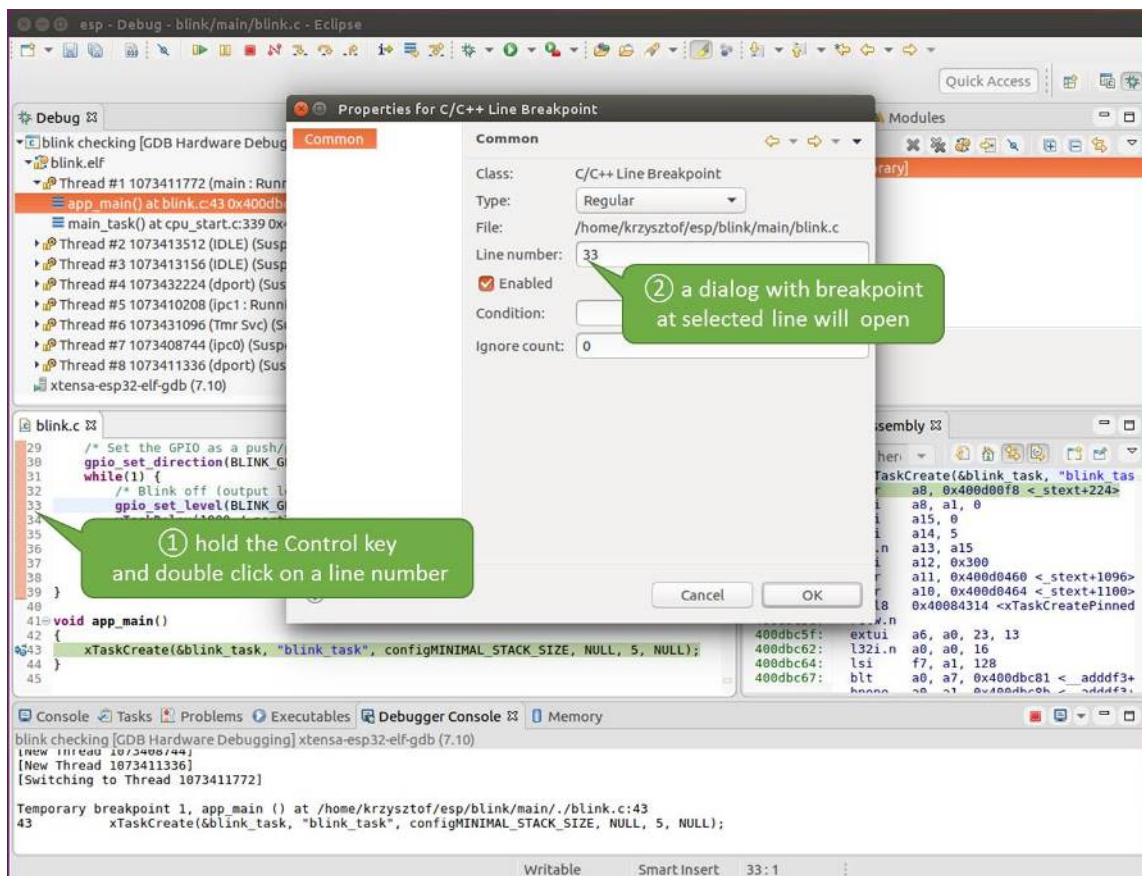 esp - Debug - blink/main/blink.c - Eclipse
Quick Access
Debug
blink checking [GDB Hardware Debug
blink.elf
Thread #1 1073411772 (main : Runn
app_main() at blink.c:43 0x400dbc
main_task() at cpu_start.c:339 0x4
Thread #2 1073413512 (IDLE) (Susp
Thread #3 1073413156 (IDLE) (Susp
Thread #4 1073432224 (dport) (Sus
Thread #5 1073410208 (ipc1 : Runni
Thread #6 1073431096 (Tmr Svc) (S
Thread #7 1073408744 (ipc0) (Susp
Thread #8 1073411336 (dport) (Sus
xtensa-esp32-elf-gdb (7.10)
Properties for C/C++ Line Breakpoint
Common
Common
Class: C/C++ Line Breakpoint
Type: Regular
File: /home/krzysztof/esp/blink/main/blink.c
Line number: 33
Enabled
Condition:
Ignore count: 0
② a dialog with breakpoint
at selected line will open
Cancel OK
Modules
rary]
blink.c
29 /* Set the GPIO as a push/
30 gpio_set_direction(BLINK_G
31 while(1) {
32 /* Blink off (output l
33 gpio_set_level(BLINK_G
34
35
36
37
38
39 }
40
41 void app_main()
42 {
43 xTaskCreate(&blink_task, "blink_task", configMINIMAL_STACK_SIZE, NULL, 5, NULL);
44 }
45
① hold the Control key
and double click on a line number
sembly
her
TaskCreate(&blink_task, "blink_tas
r a8, 0x400d00f8 <_stext+224>
i a8, a1, 0
i a15, 0
i a14, 5
.n a13, a15
i a12, 0x300
r a11, 0x400d0460 <_stext+1096>
r a10, 0x400d0464 <_stext+1100>
l8 0x40084314 <xTaskCreatePinned
400dbc5f: extui a6, a0, 23, 13
400dbc62: l32i.n a0, a0, 16
400dbc64: lsi f7, a1, 128
400dbc67: blt a0, a7, 0x400dbc81 <__adddf3+
Console Tasks Problems Executables Debugger Console Memory
blink checking [GDB Hardware Debugging] xtensa-esp32-elf-gdb (7.10)
[New Thread 1073408744]
[New Thread 1073411336]
[Switching to Thread 1073411772]
Temporary breakpoint 1, app_main () at /home/krzysztof/esp/blink/main/./blink.c:43
43 xTaskCreate(&blink_task, "blink_task", configMINIMAL_STACK_SIZE, NULL, 5, NULL);
Writable Smart Insert 33 : 1